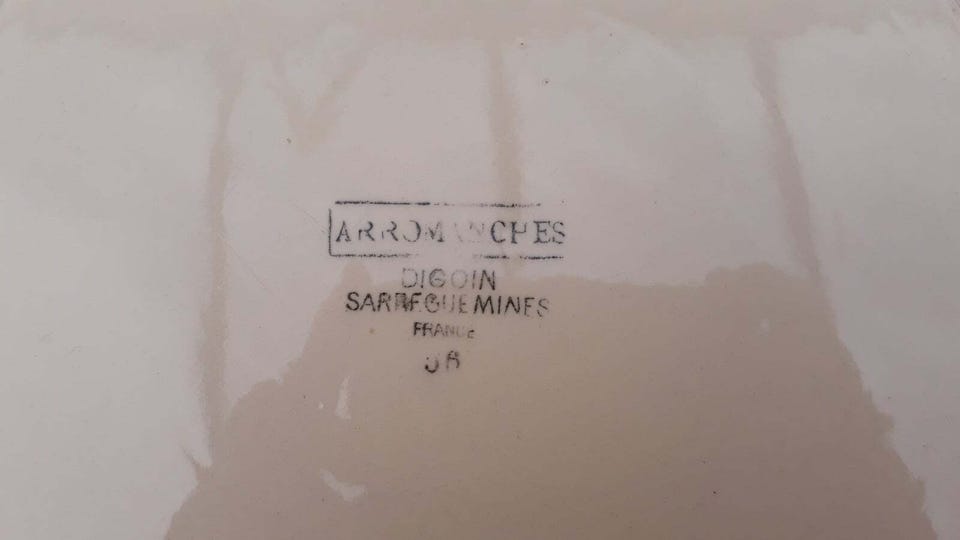 ARROMANCHES
DIGOIN
SARREGUEMINES
FRANCE